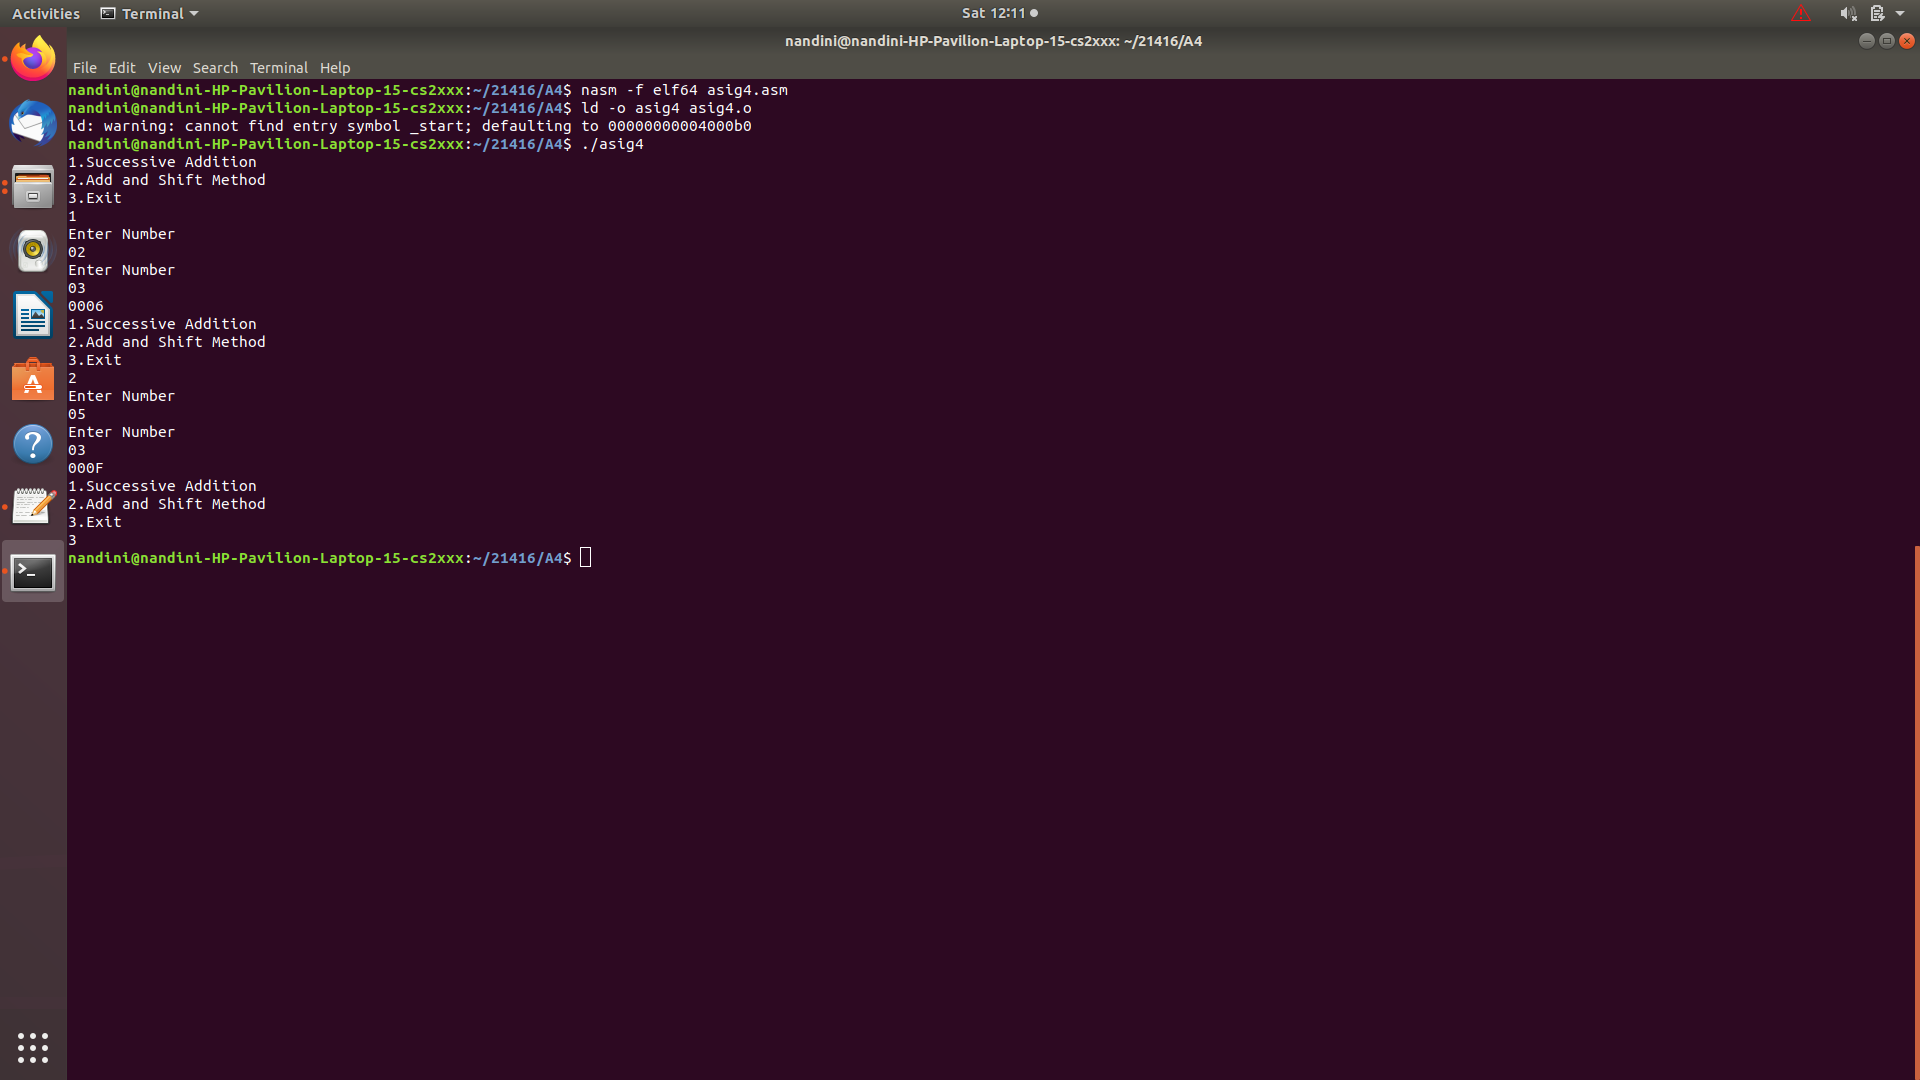 Activities Terminal Sat 12:11
nandini@nandini-HP-Pavilion-Laptop-15-cs2xxx: ~/21416/A4
File Edit View Search Terminal Help
nandini@nandini-HP-Pavilion-Laptop-15-cs2xxx:~/21416/A4$ nasm -f elf64 asig4.asm
nandini@nandini-HP-Pavilion-Laptop-15-cs2xxx:~/21416/A4$ ld -o asig4 asig4.o
ld: warning: cannot find entry symbol _start; defaulting to 00000000004000b0
nandini@nandini-HP-Pavilion-Laptop-15-cs2xxx:~/21416/A4$ ./asig4
1.Successive Addition
2.Add and Shift Method
3.Exit
1
Enter Number
02
Enter Number
03
0006
1.Successive Addition
2.Add and Shift Method
3.Exit
2
Enter Number
05
Enter Number
03
000F
1.Successive Addition
2.Add and Shift Method
3.Exit
3
nandini@nandini-HP-Pavilion-Laptop-15-cs2xxx:~/21416/A4$